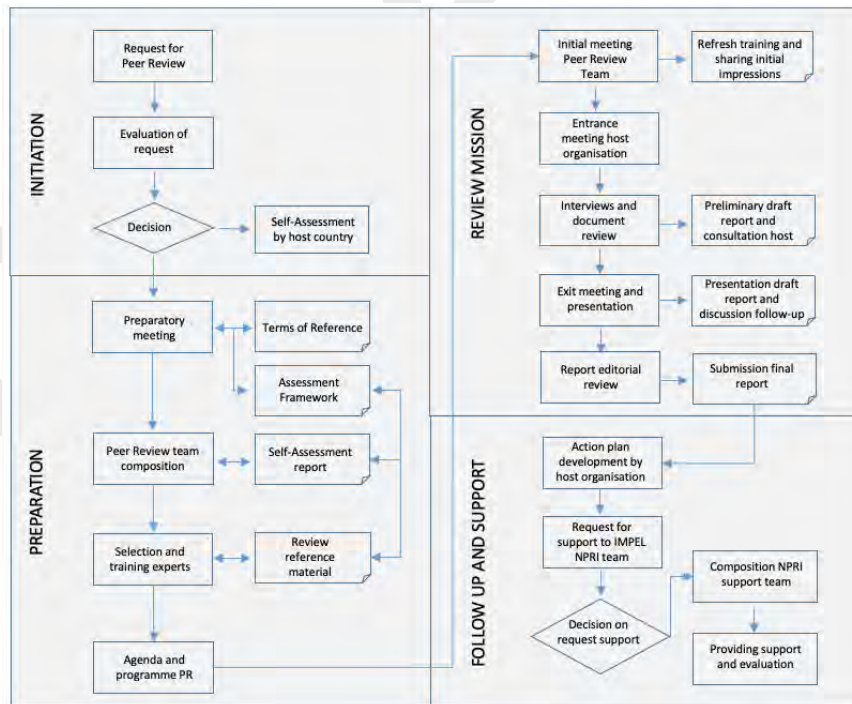 INITIATION
Request for
Peer Review
Evaluation of
request
Decision
Self-Assessment
by host country
PREPARATION
Preparatory
meeting
Terms of Reference
Assessment
Framework
Peer Review team
composition
Self-Assessment
report
Selection and
training experts
Review
reference
material
Agenda and
programme PR
REVIEW MISSION
Initial meeting
Peer Review
Team
Refresh training and
sharing initial
impressions
Entrance
meeting host
organisation
Interviews and
document
review
Preliminary draft
report and
consultation host
Exit meeting and
presentation
Presentation draft
report and
discussion follow-up
Report editorial
review
Submission final
report
FOLLOW UP AND SUPPORT
Action plan
development by
host organisation
Request for
support to IMPEL
NPRI team
Decision on
request support
Composition NPRI
support team
Providing support
and evaluation